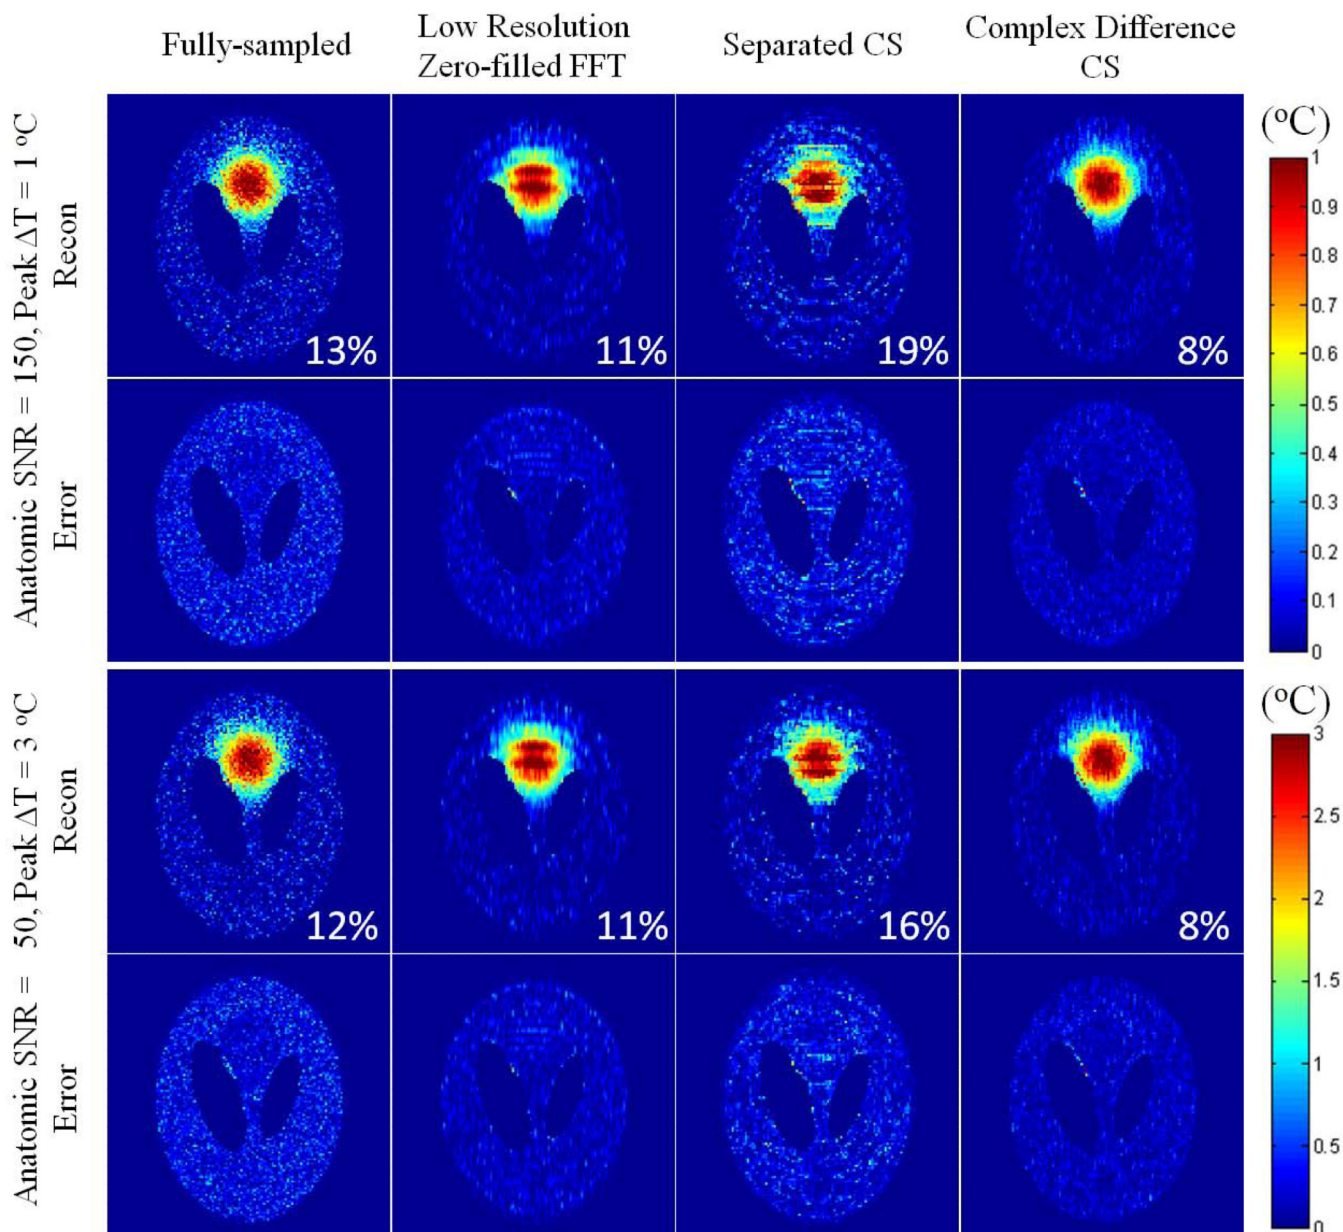 Fully-sampled
Low Resolution
Zero-filled FFT
Separated CS
Complex Difference
CS
Anatomic SNR = 150, Peak ΔT = 1 °C
Recon
Error
13%
11%
19%
8%
(°C)
1
0.9
0.8
0.7
0.6
0.5
0.4
0.3
0.2
0.1
0
Anatomic SNR = 50, Peak ΔT = 3 °C
Recon
Error
12%
11%
16%
8%
(°C)
3
2.5
2
1.5
1
0.5
0